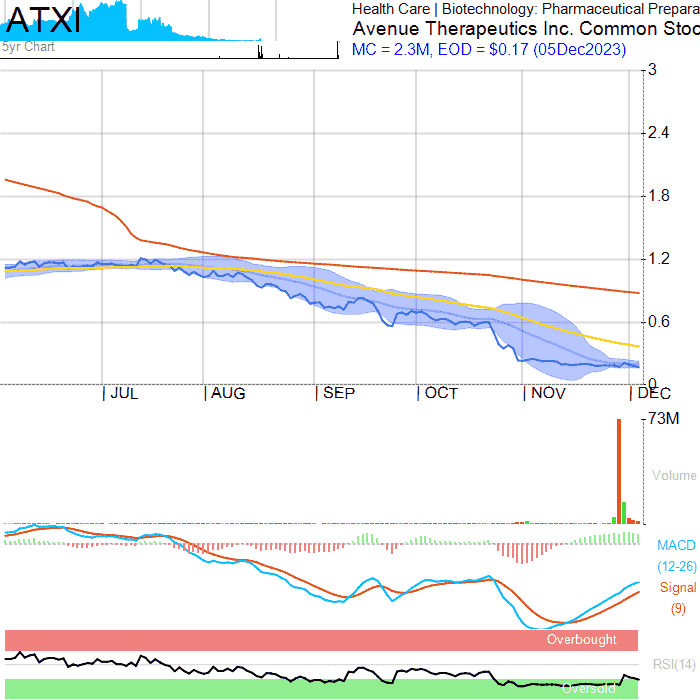 ATXI
Health Care | Biotechnology: Pharmaceutical Prepara
Avenue Therapeutics Inc. Common Stoc
5yr Chart
MC = 2.3M, EOD = $0.17 (05Dec2023)
3
2.4
1.8
1.2
0.6
0
JUL
AUG
SEP
OCT
NOV
DEC
73M
Volume
MACD
(12-26)
Signal
(9)
Overbought
RSI(14)
Oversold